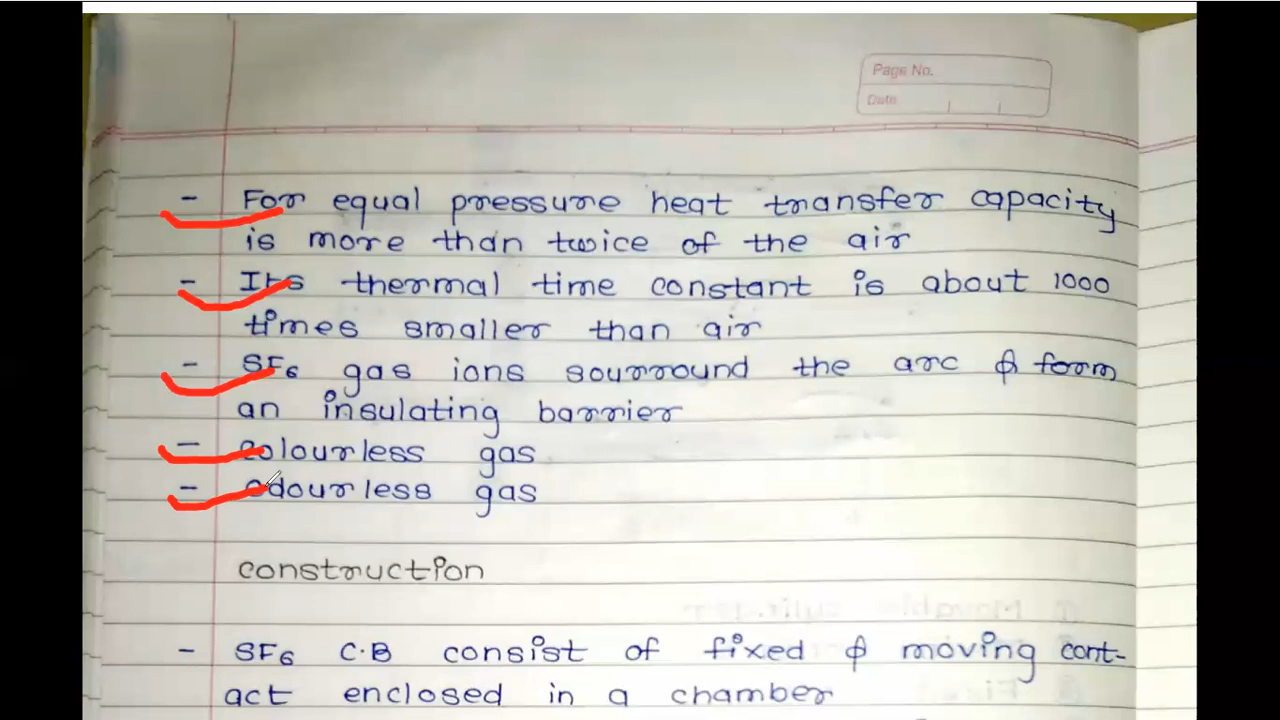 Page No.
Date
- For equal pressure heat transfer capacity
is more than twice of the air
- Its thermal time constant is about 1000
times smaller than air
- SF6 gas ions sourround the arc & form
an insulating barrier
- colourless gas
- odourless gas
construction
- SF6 C.B consist of fixed & moving cont-
act enclosed in a chamber